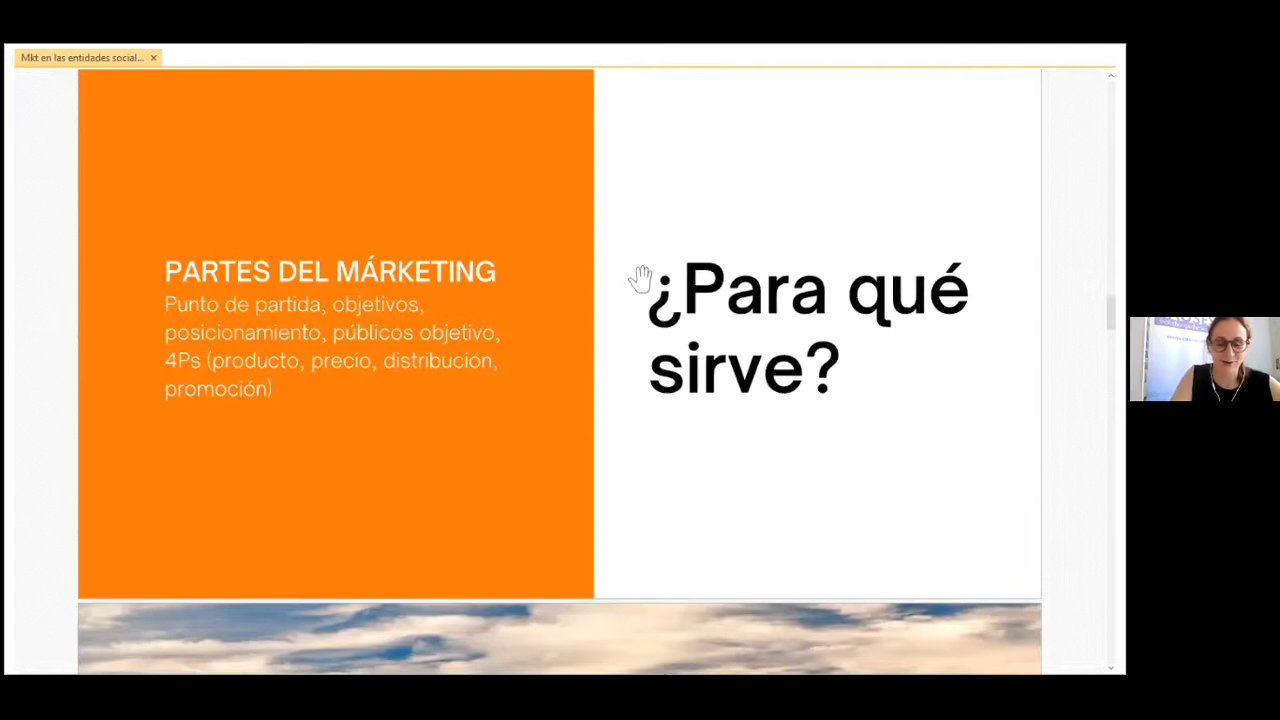 Mkt en las entidades social...
PARTES DEL MÁRKETING
Punto de partida, objetivos,
posicionamiento, públicos objetivo,
4Ps (producto, precio, distribución,
promoción)
¿Para qué
sirve?